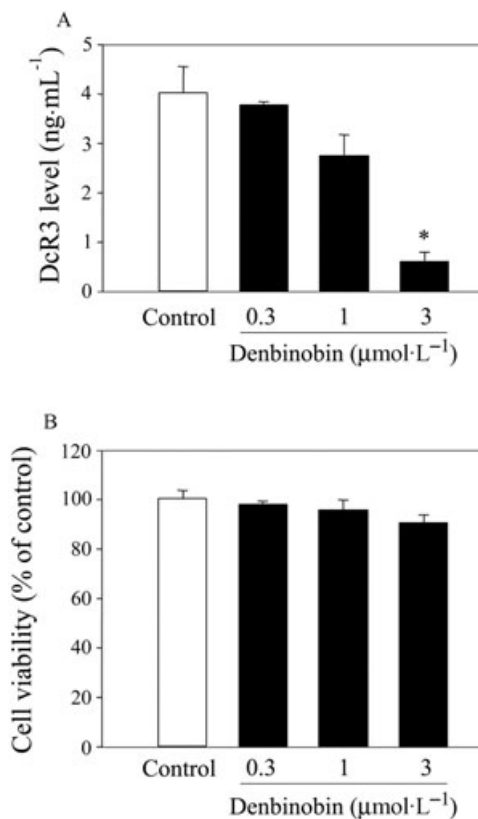 A
DcR3 level (ng·mL⁻¹)
5
4
3
2
1
0
*
Control 0.3 1 3
Denbinobin (μmol·L⁻¹)
B
Cell viability (% of control)
120
100
80
60
40
20
0
Control 0.3 1 3
Denbinobin (μmol·L⁻¹)